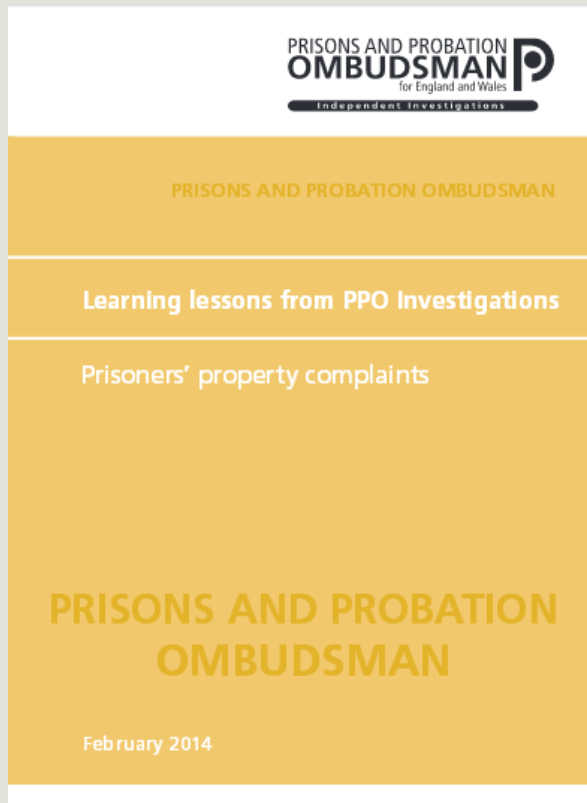 PRISONS AND PROBATION
OMBUDSMAN
for England and Wales
Independent Investigations
PRISONS AND PROBATION OMBUDSMAN
Learning lessons from PPO Investigations
Prisoners' property complaints
PRISONS AND PROBATION
OMBUDSMAN
February 2014